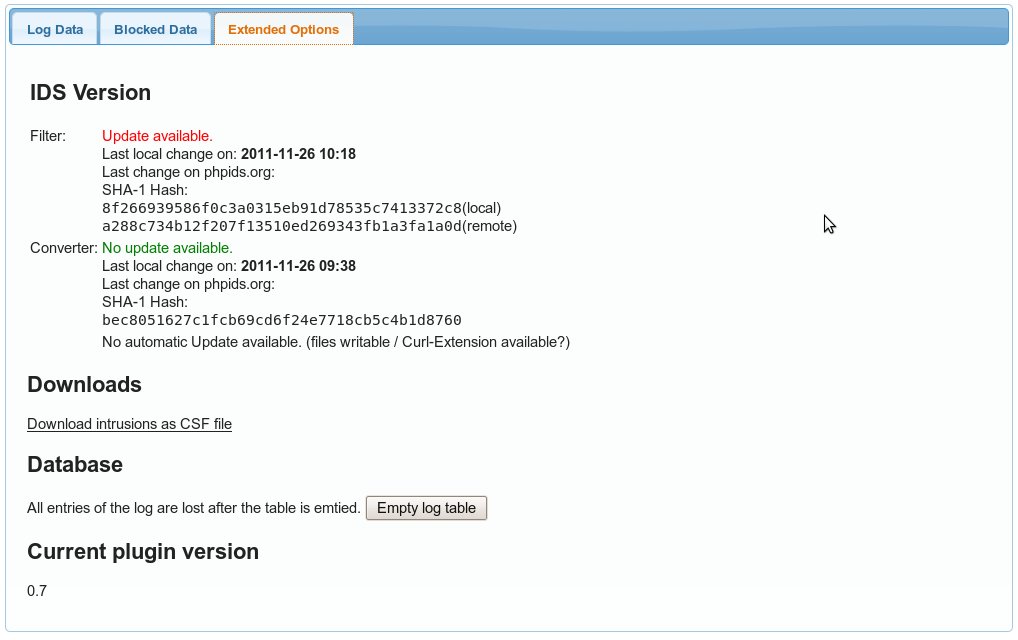 Log Data Blocked Data Extended Options
IDS Version
Filter: Update available.
Last local change on: 2011-11-26 10:18
Last change on phpids.org:
SHA-1 Hash:
8f266939586f0c3a0315eb91d78535c7413372c8(local)
a288c734b12f207f13510ed269343fb1a3fa1a0d(remote)
Converter: No update available.
Last local change on: 2011-11-26 09:38
Last change on phpids.org:
SHA-1 Hash:
bec8051627c1fcb69cd6f24e7718cb5c4b1d8760
No automatic Update available. (files writable / Curl-Extension available?)
Downloads
Download intrusions as CSF file
Database
All entries of the log are lost after the table is emtied. Empty log table
Current plugin version
0.7